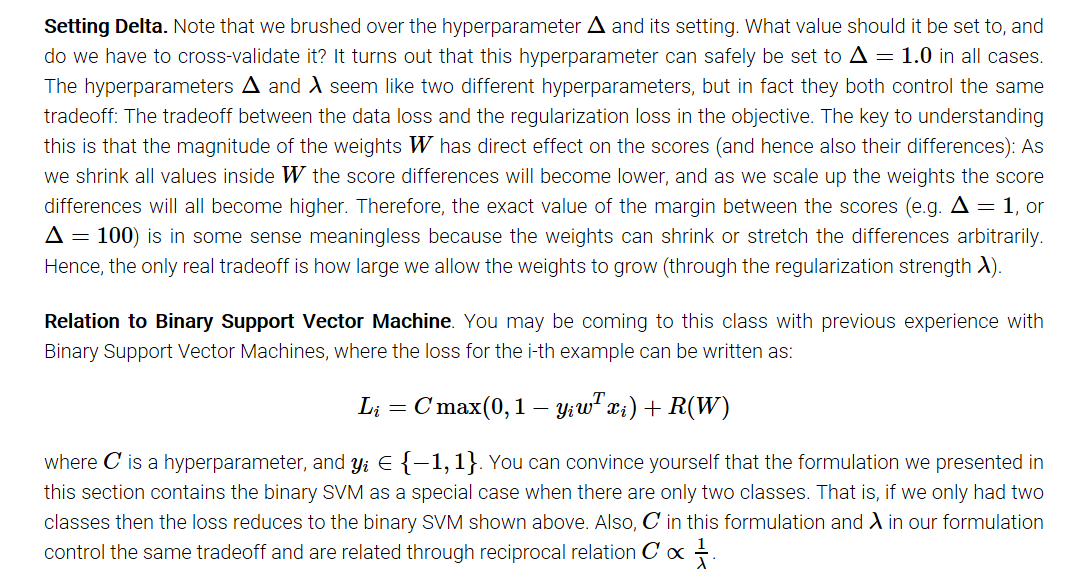 Setting Delta. Note that we brushed over the hyperparameter Δ and its setting. What value should it be set to, and
do we have to cross-validate it? It turns out that this hyperparameter can safely be set to Δ = 1.0 in all cases.
The hyperparameters Δ and λ seem like two different hyperparameters, but in fact they both control the same
tradeoff: The tradeoff between the data loss and the regularization loss in the objective. The key to understanding
this is that the magnitude of the weights W has direct effect on the scores (and hence also their differences): As
we shrink all values inside W the score differences will become lower, and as we scale up the weights the score
differences will all become higher. Therefore, the exact value of the margin between the scores (e.g. Δ = 1, or
Δ = 100) is in some sense meaningless because the weights can shrink or stretch the differences arbitrarily.
Hence, the only real tradeoff is how large we allow the weights to grow (through the regularization strength λ).
Relation to Binary Support Vector Machine. You may be coming to this class with previous experience with
Binary Support Vector Machines, where the loss for the i-th example can be written as:
L_i = C max(0, 1 − y_i w^T x_i) + R(W)
where C is a hyperparameter, and y_i ∈ {−1, 1}. You can convince yourself that the formulation we presented in
this section contains the binary SVM as a special case when there are only two classes. That is, if we only had two
classes then the loss reduces to the binary SVM shown above. Also, C in this formulation and λ in our formulation
control the same tradeoff and are related through reciprocal relation C ∝ 1/λ.